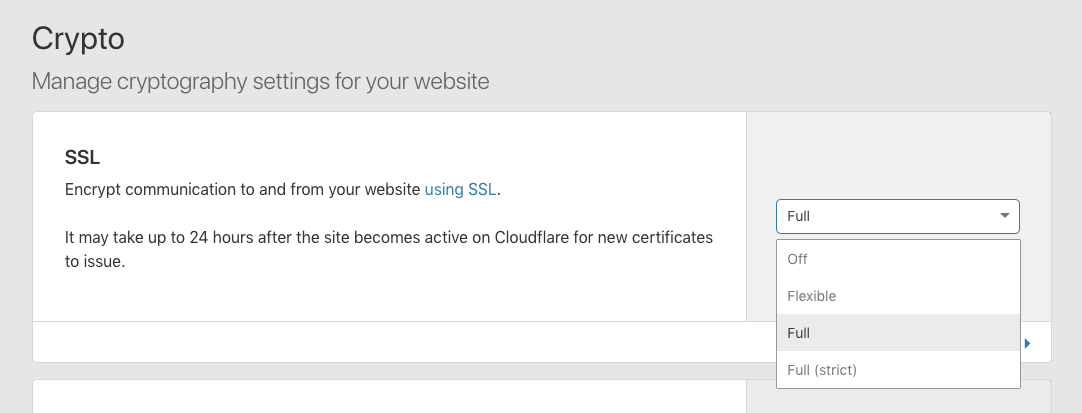 Crypto
Manage cryptography settings for your website
SSL
Encrypt communication to and from your website using SSL.
It may take up to 24 hours after the site becomes active on Cloudflare for new certificates
to issue.
Full
Off
Flexible
Full
Full (strict)